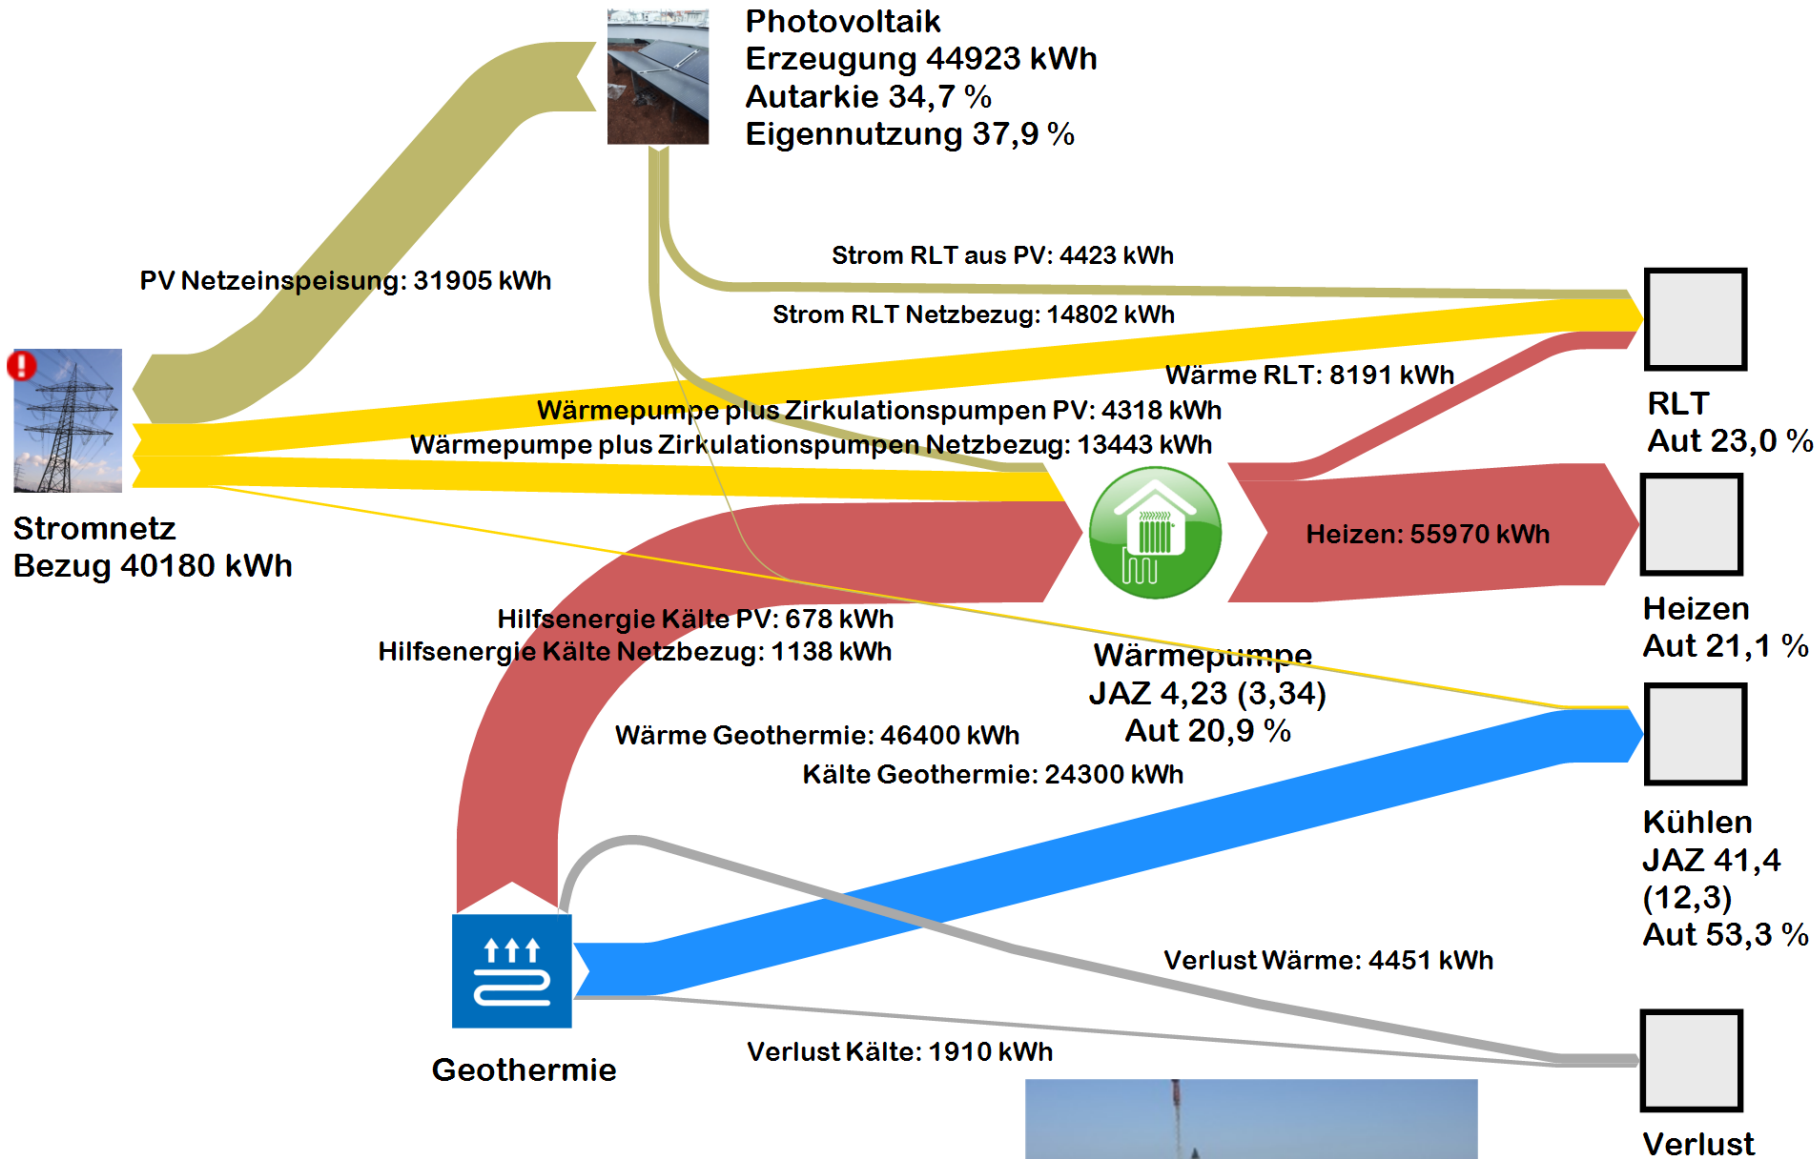 Photovoltaik
Erzeugung 44923 kWh
Autarkie 34,7 %
Eigennutzung 37,9 %
Strom RLT aus PV: 4423 kWh
PV Netzeinspeisung: 31905 kWh
Strom RLT Netzbezug: 14802 kWh
Wärme RLT: 8191 kWh
RLT
Aut 23,0 %
Wärmepumpe plus Zirkulationspumpen PV: 4318 kWh
Wärmepumpe plus Zirkulationspumpen Netzbezug: 13443 kWh
Stromnetz
Bezug 40180 kWh
Heizen: 55970 kWh
Heizen
Aut 21,1 %
Hilfsenergie Kälte PV: 678 kWh
Hilfsenergie Kälte Netzbezug: 1138 kWh
Wärmepumpe
JAZ 4,23 (3,34)
Aut 20,9 %
Wärme Geothermie: 46400 kWh
Kälte Geothermie: 24300 kWh
Kühlen
JAZ 41,4
(12,3)
Aut 53,3 %
Verlust Wärme: 4451 kWh
Verlust Kälte: 1910 kWh
Geothermie
Verlust